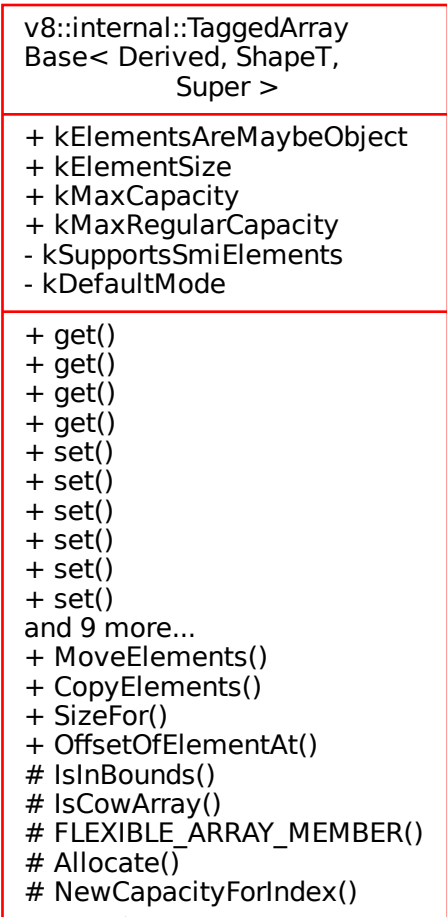 v8::internal::TaggedArray
Base< Derived, ShapeT,
Super >
+ kElementsAreMaybeObject
+ kElementSize
+ kMaxCapacity
+ kMaxRegularCapacity
- kSupportsSmiElements
- kDefaultMode
+ get()
+ get()
+ get()
+ get()
+ set()
+ set()
+ set()
+ set()
+ set()
+ set()
and 9 more...
+ MoveElements()
+ CopyElements()
+ SizeFor()
+ OffsetOfElementAt()
# IsInBounds()
# IsCowArray()
# FLEXIBLE_ARRAY_MEMBER()
# Allocate()
# NewCapacityForIndex()